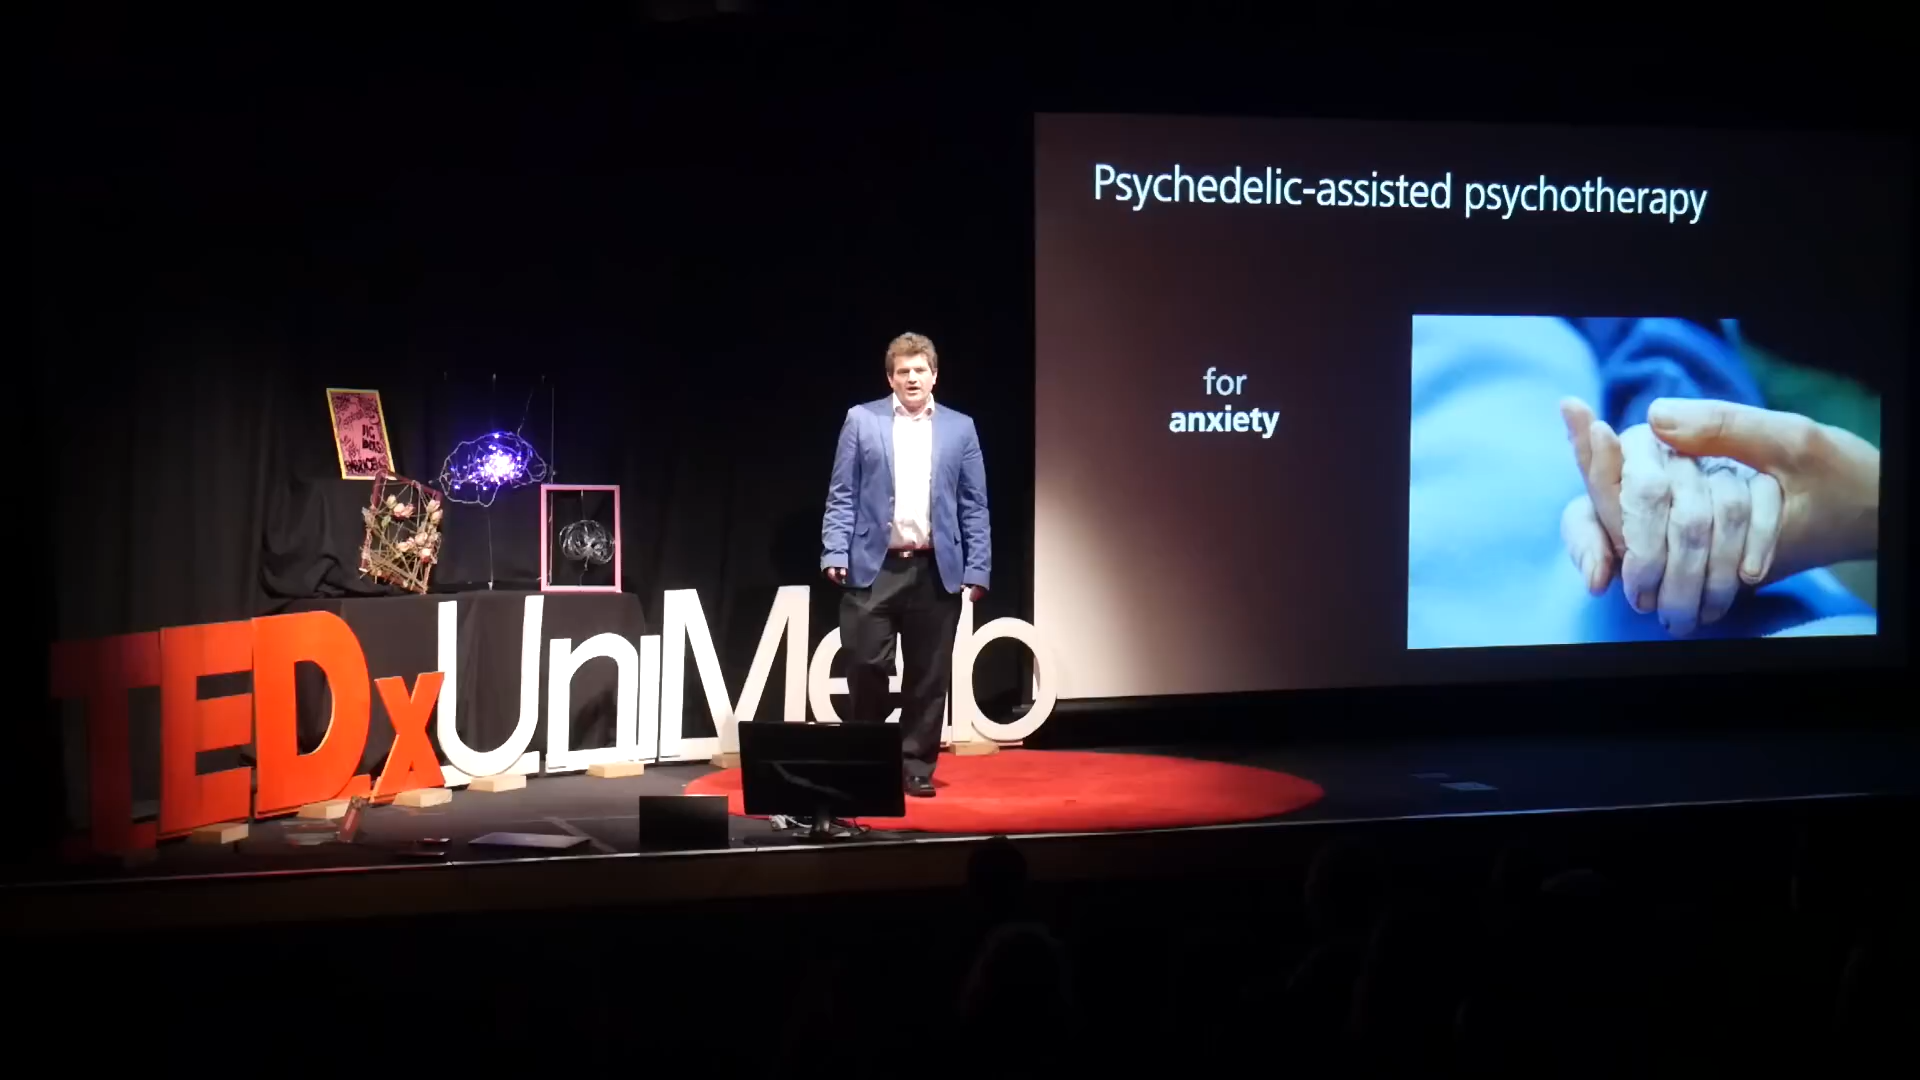 Psychedelic-assisted psychotherapy
for
anxiety
TEDxUniMelb